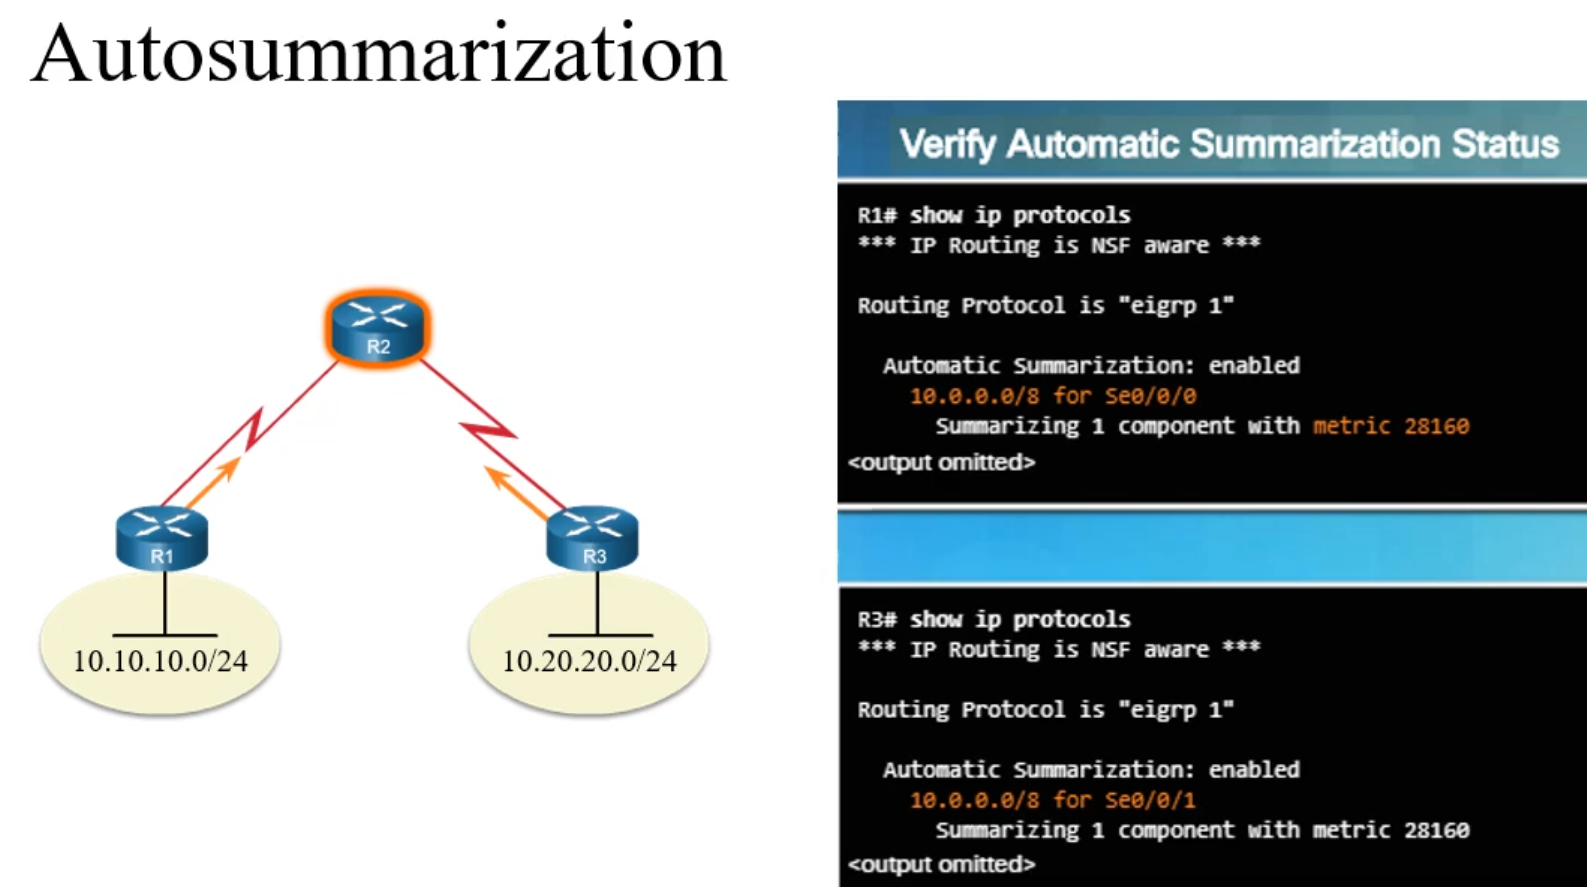 Autosummarization
R2
R1
R3
10.10.10.0/24
10.20.20.0/24
Verify Automatic Summarization Status
R1# show ip protocols
*** IP Routing is NSF aware ***
Routing Protocol is "eigrp 1"
Automatic Summarization: enabled
10.0.0.0/8 for Se0/0/0
Summarizing 1 component with metric 28160
<output omitted>
R3# show ip protocols
*** IP Routing is NSF aware ***
Routing Protocol is "eigrp 1"
Automatic Summarization: enabled
10.0.0.0/8 for Se0/0/1
Summarizing 1 component with metric 28160
<output omitted>